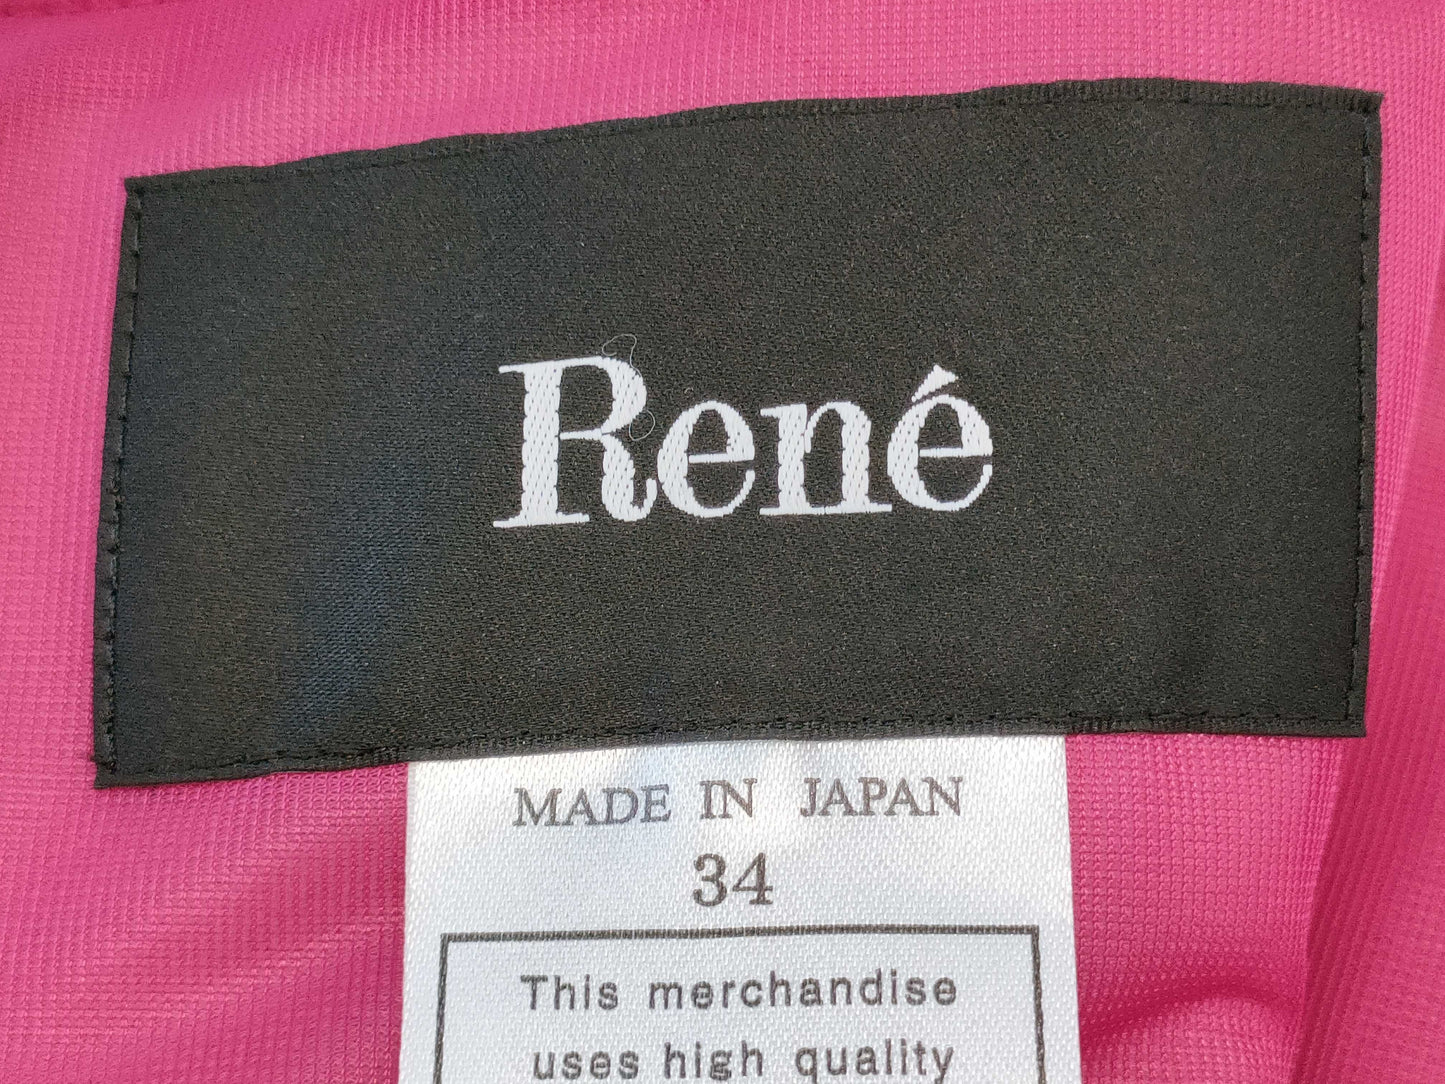 René
MADE IN JAPAN
34
This merchandise
uses high quality